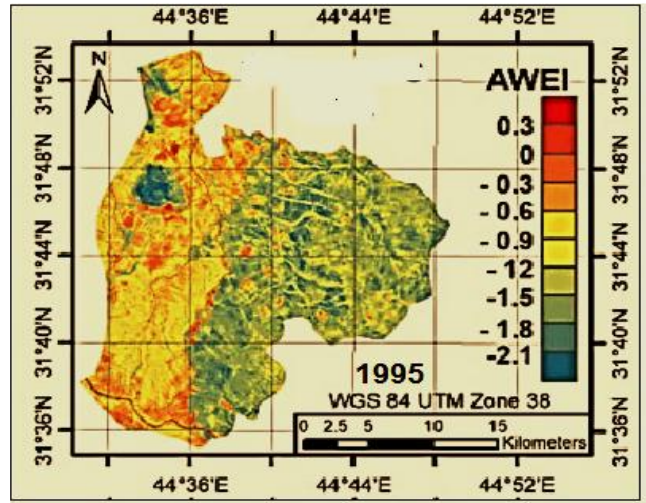 44°36'E 44°44'E 44°52'E
N
AWEI
0.3
0
- 0.3
- 0.6
- 0.9
- 12
-1.5
- 1.8
-2.1
31°52'N 31°48'N 31°44'N 31°40'N 31°36'N
31°52'N 31°48'N 31°44'N 31°40'N 31°36'N
1995
WGS 84 UTM Zone 38
0 2.5 5 10 15
Kilometers
44°36'E 44°44'E 44°52'E